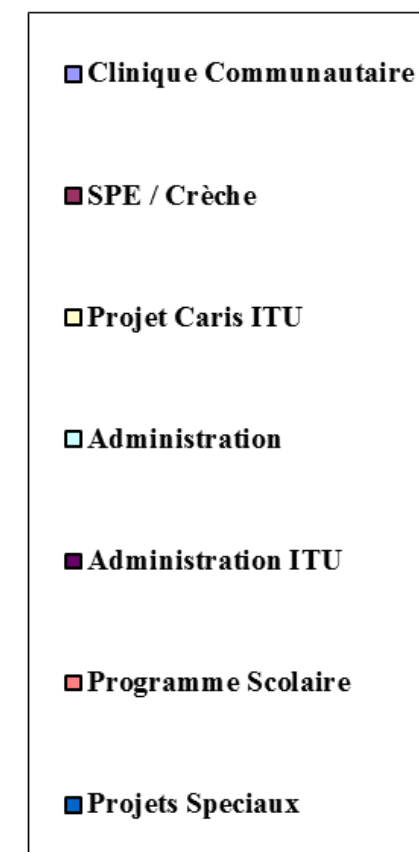 Clinique Communautaire
SPE / Crèche
Projet Caris ITU
Administration
Administration ITU
Programme Scolaire
Projets Speciaux